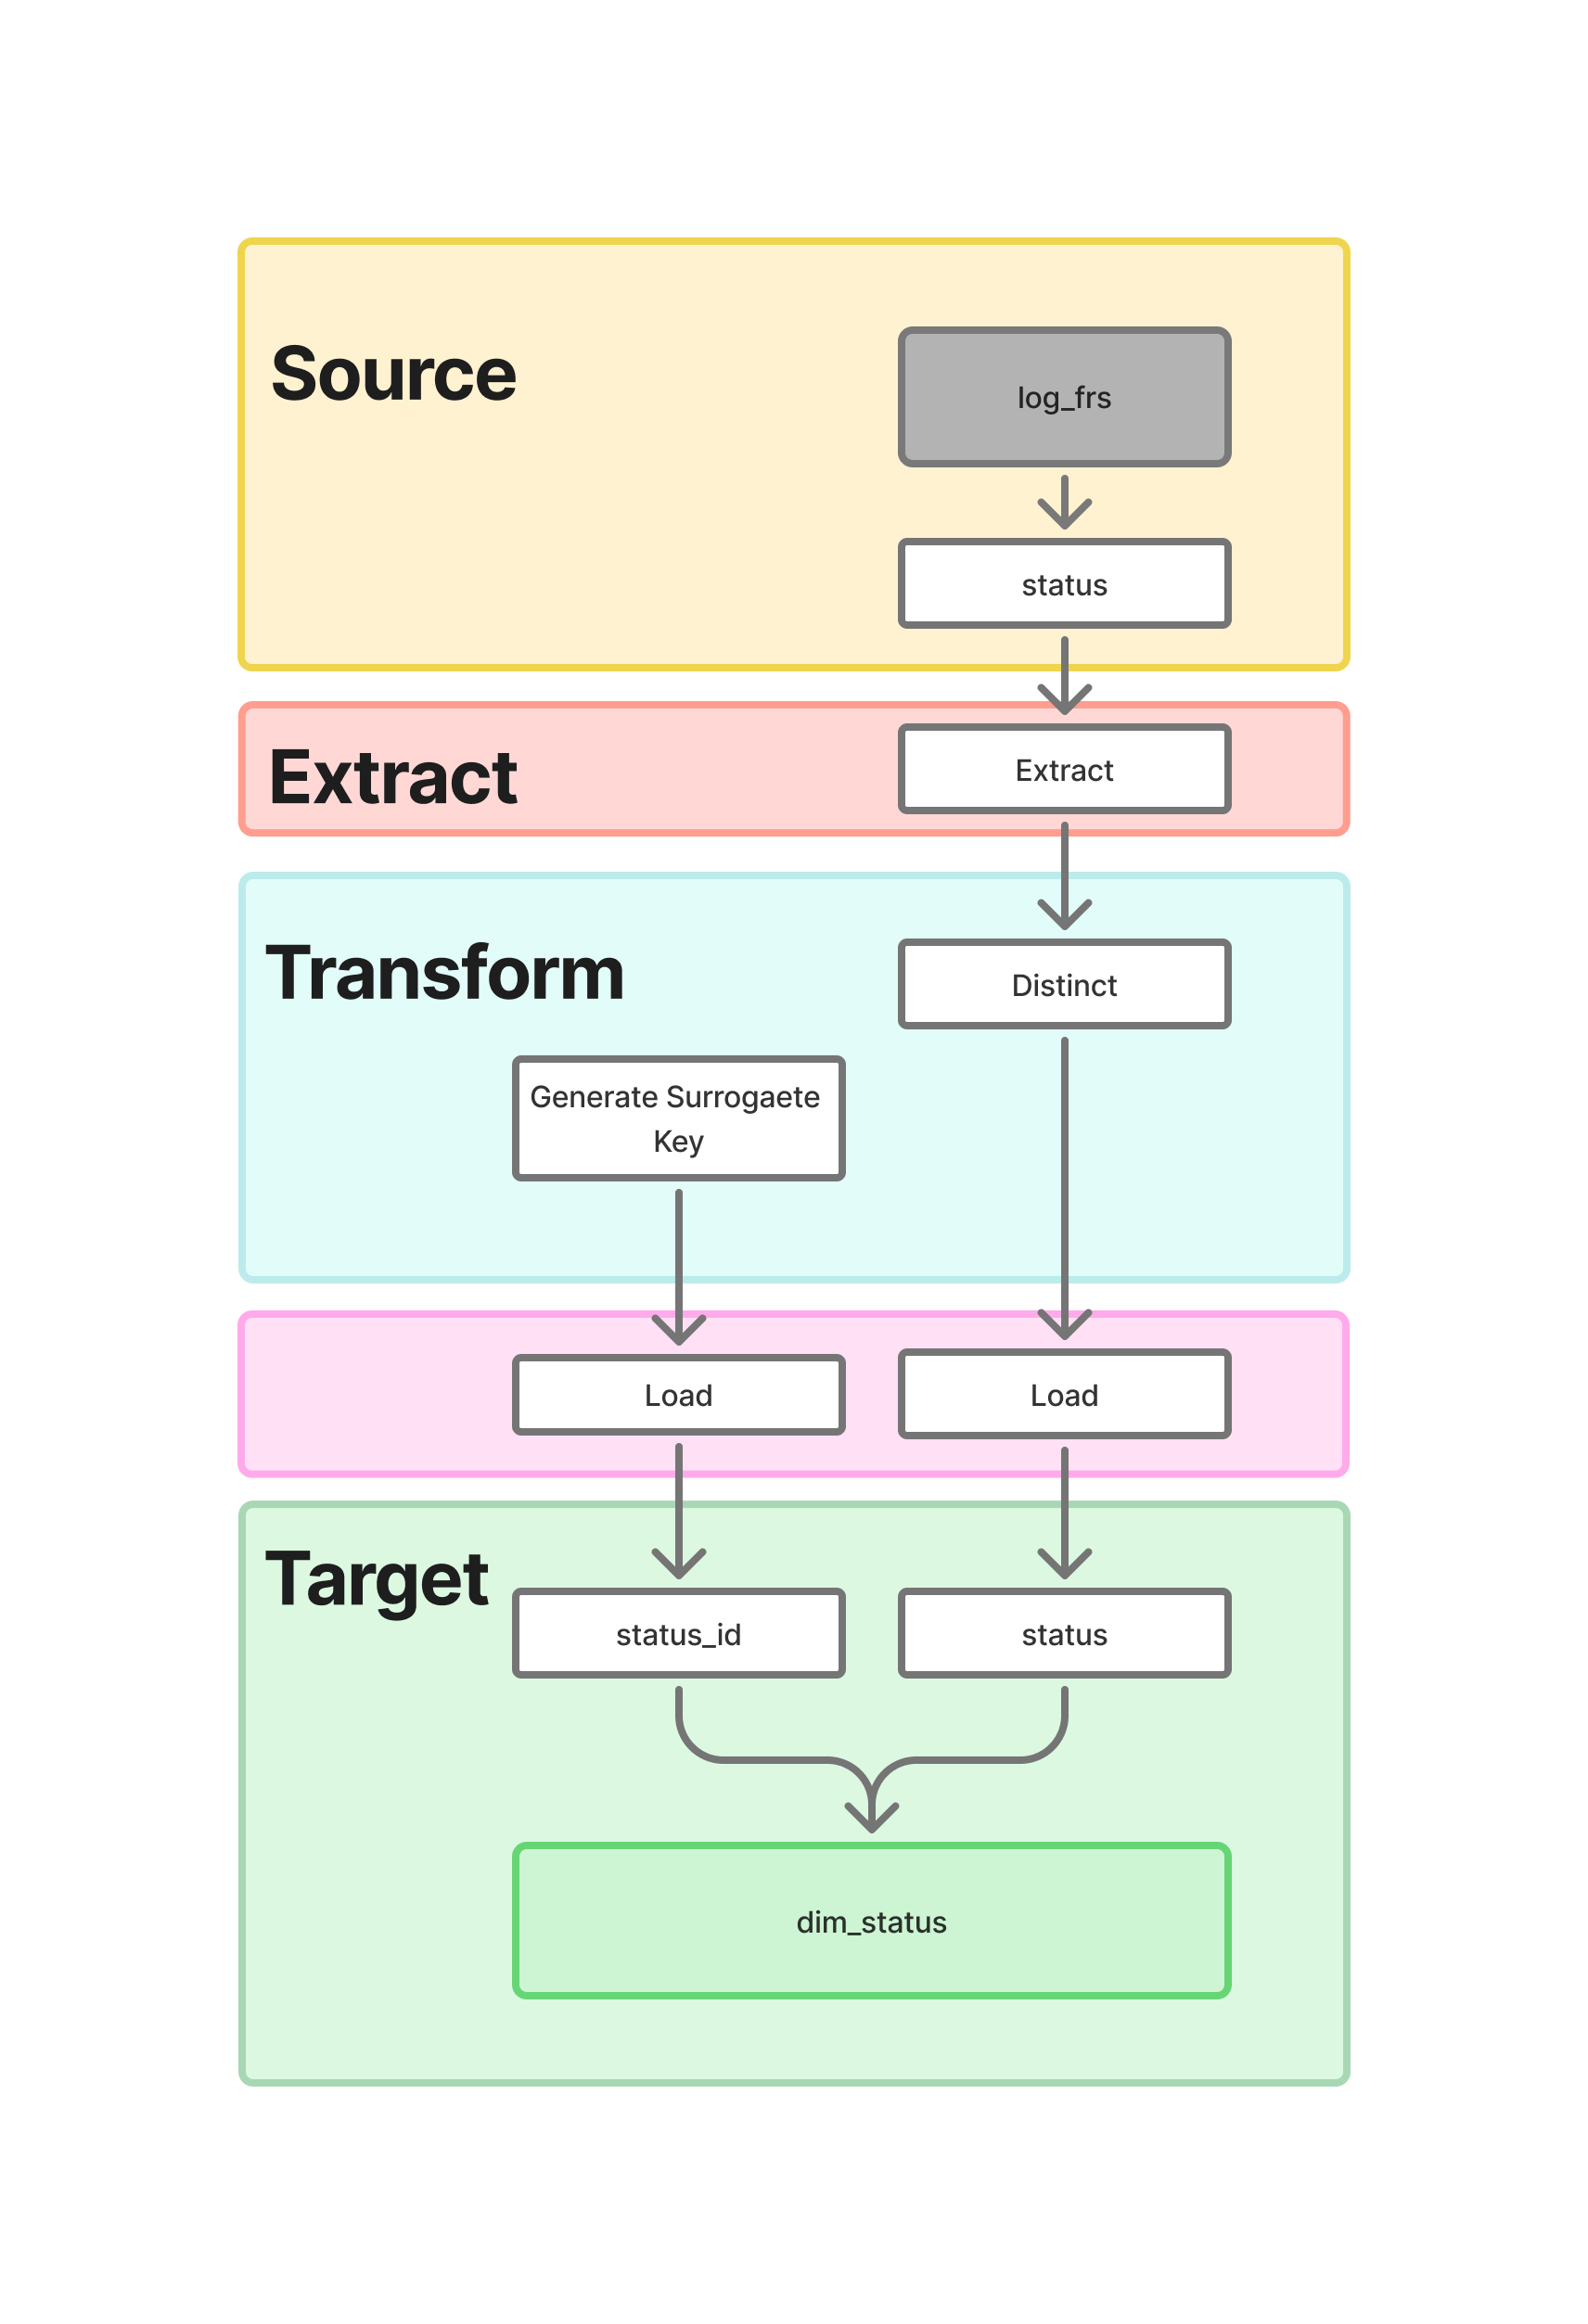 Source
log_frs
status
Extract
Extract
Transform
Distinct
Generate Surrogaete
Key
Load
Load
Target
status_id
status
dim_status